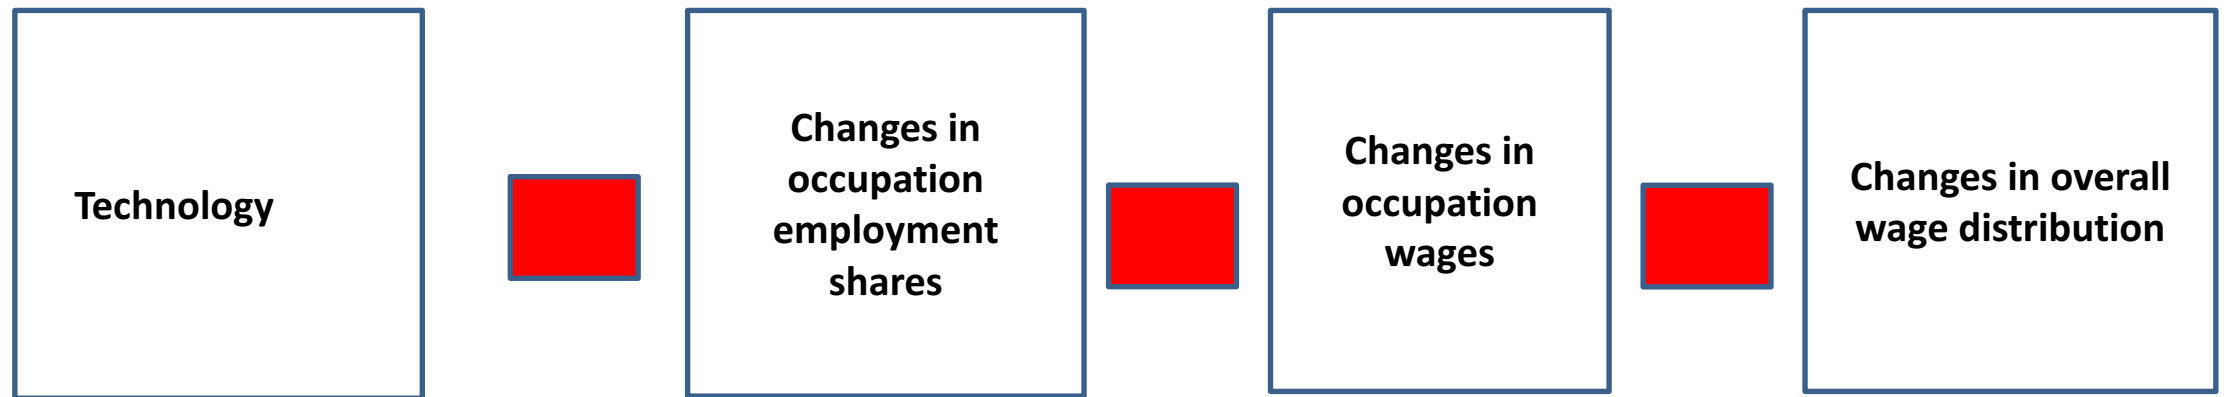 Technology
Changes in
occupation
employment
shares
Changes in
occupation
wages
Changes in overall
wage distribution